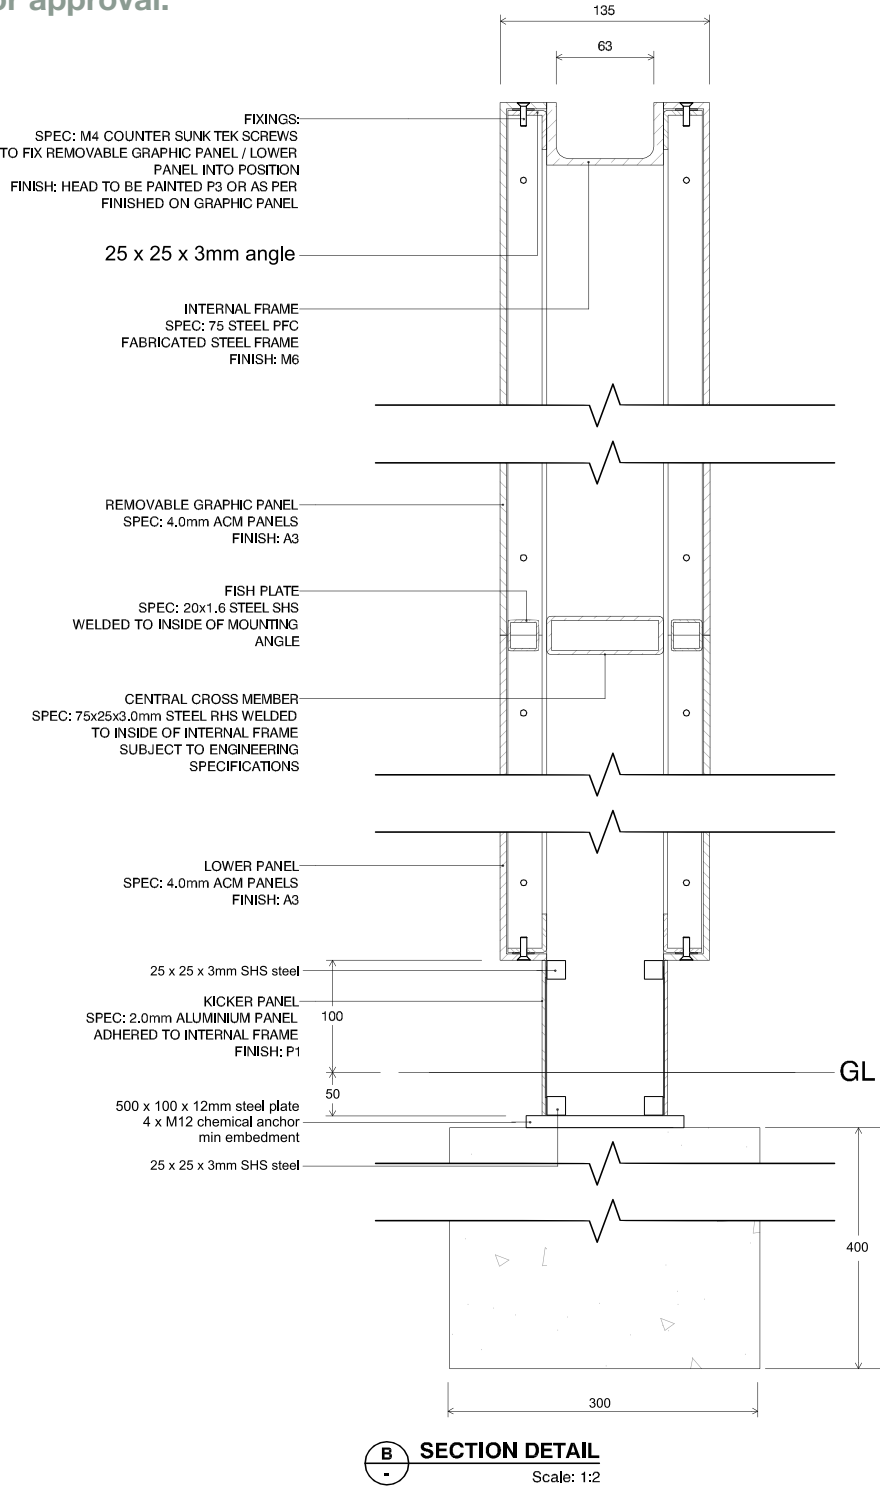 or approval.
135
63
FIXINGS:
SPEC: M4 COUNTER SUNK TEK SCREWS
TO FIX REMOVABLE GRAPHIC PANEL / LOWER
PANEL INTO POSITION
FINISH: HEAD TO BE PAINTED P3 OR AS PER
FINISHED ON GRAPHIC PANEL
25 x 25 x 3mm angle
INTERNAL FRAME
SPEC: 75 STEEL PFC
FABRICATED STEEL FRAME
FINISH: M6
REMOVABLE GRAPHIC PANEL
SPEC: 4.0mm ACM PANELS
FINISH: A3
FISH PLATE
SPEC: 20x1.6 STEEL SHS
WELDED TO INSIDE OF MOUNTING
ANGLE
CENTRAL CROSS MEMBER
SPEC: 75x25x3.0mm STEEL RHS WELDED
TO INSIDE OF INTERNAL FRAME
SUBJECT TO ENGINEERING
SPECIFICATIONS
LOWER PANEL
SPEC: 4.0mm ACM PANELS
FINISH: A3
25 x 25 x 3mm SHS steel
KICKER PANEL
SPEC: 2.0mm ALUMINIUM PANEL
ADHERED TO INTERNAL FRAME
FINISH: P1
100
GL
50
500 x 100 x 12mm steel plate
4 x M12 chemical anchor
min embedment
25 x 25 x 3mm SHS steel
400
300
B
-
SECTION DETAIL
Scale: 1:2